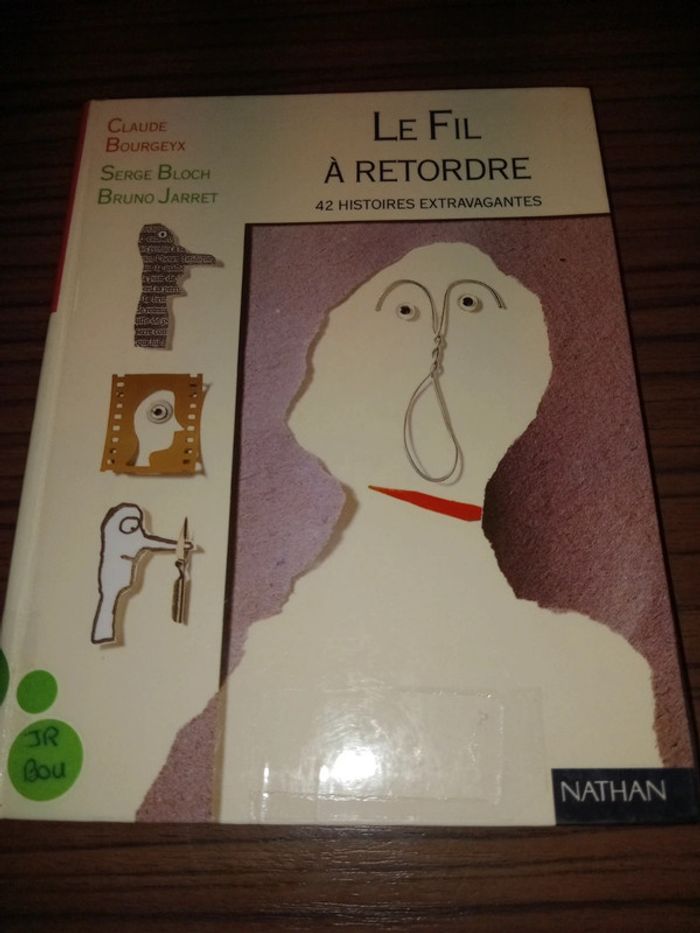 CLAUDE
BOURGEYX
SERGE BLOCH
BRUNO JARRET
LE FIL
À RETORDRE
42 HISTOIRES EXTRAVAGANTES
JR
BOU
NATHAN